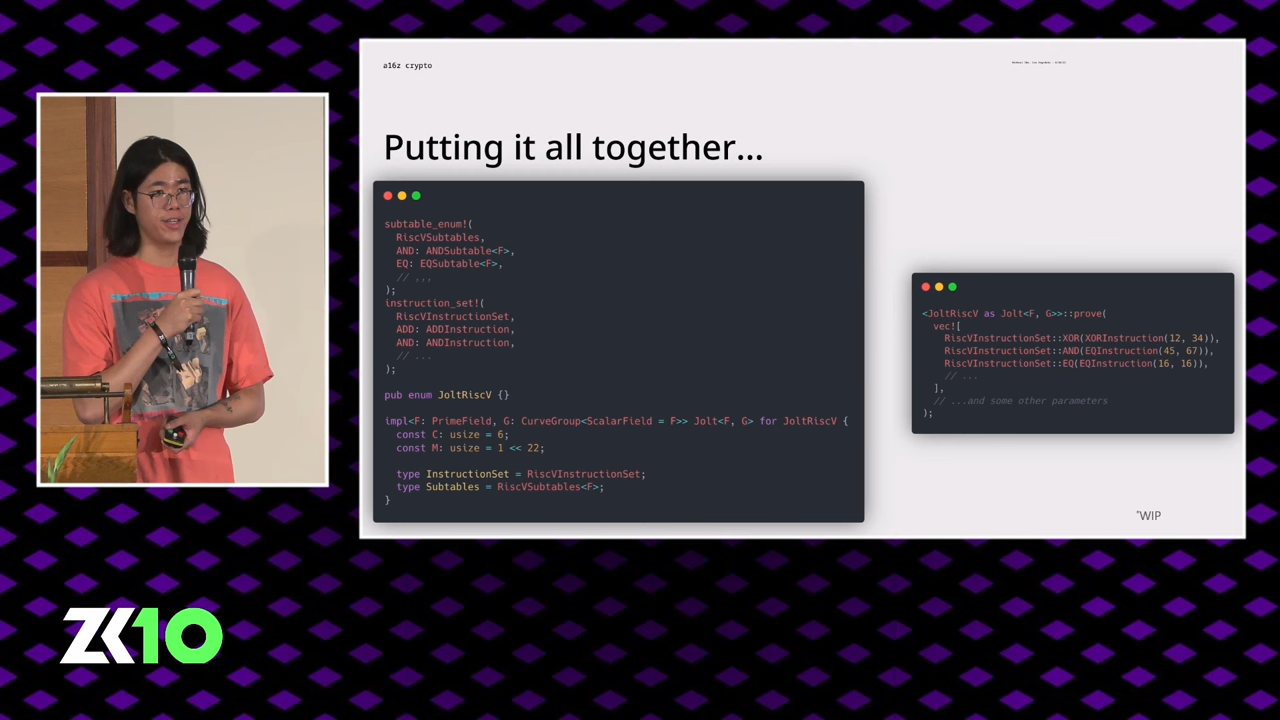 a16z crypto
Putting it all together...
subtable_enum!(
  RiscVSubtables,
  AND: ANDSubtable<F>,
  EQ: EQSubtable<F>,
  // ...
);
instruction_set!(
  RiscVInstructionSet,
  ADD: ADDInstruction,
  AND: ANDInstruction,
  // ...
);
pub enum JoltRiscV {}
impl<F: PrimeField, G: CurveGroup<ScalarField = F>> Jolt<F, G> for JoltRiscV {
  const C: usize = 6;
  const M: usize = 1 << 22;
  type InstructionSet = RiscVInstructionSet;
  type Subtables = RiscVSubtables<F>;
}
<JoltRiscV as Jolt<F, G>>::prove(
  vec![
    RiscVInstructionSet::XOR(XORInstruction(12, 34)),
    RiscVInstructionSet::AND(EQInstruction(45, 67)),
    RiscVInstructionSet::EQ(EQInstruction(16, 16)),
    // ...
  ],
  // ...and some other parameters
);
*WIP
ZK10